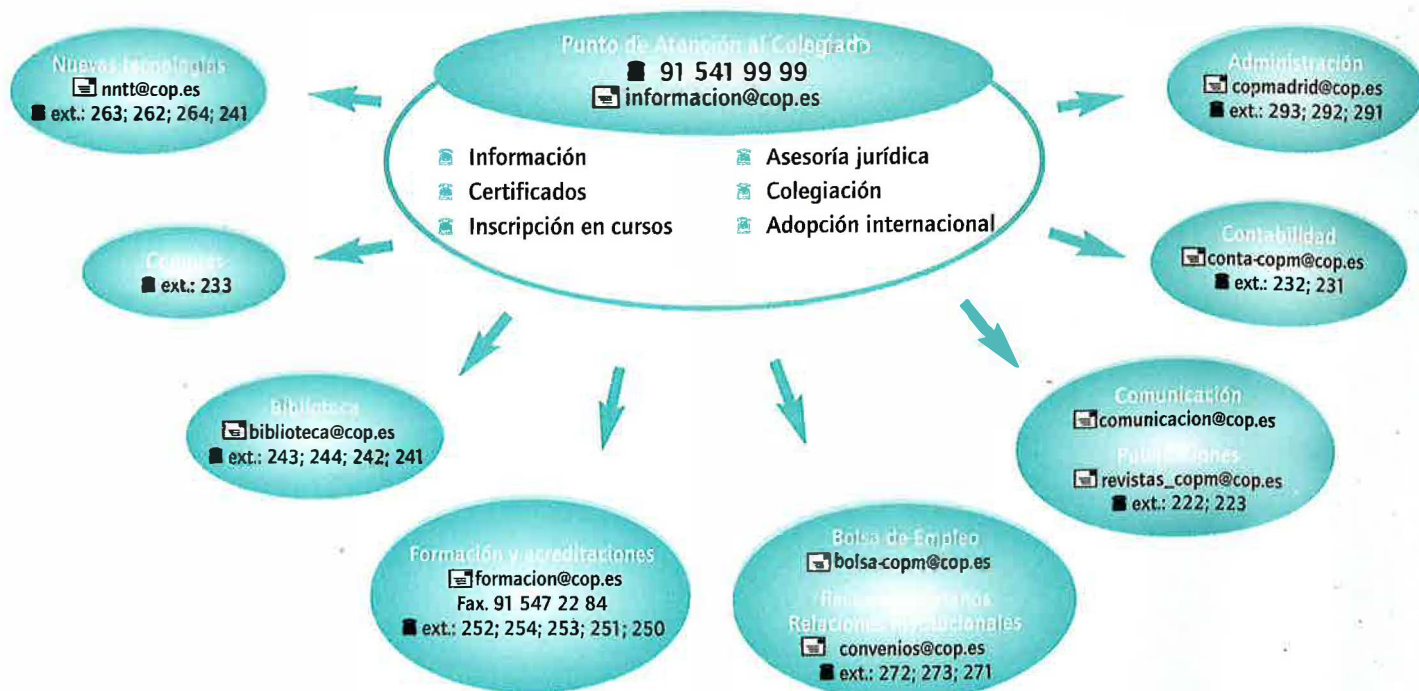 Punto de Atención al Colegiado
91 541 99 99
informacion@cop.es
Información
Certificados
Inscripción en cursos
Asesoría jurídica
Colegiación
Adopción internacional
Nuevas tecnologías
nntt@cop.es
ext.: 263; 262; 264; 241
Compras
ext.: 233
Biblioteca
biblioteca@cop.es
ext.: 243; 244; 242; 241
Formación y acreditaciones
formacion@cop.es
Fax. 91 547 22 84
ext.: 252; 254; 253; 251; 250
Bolsa de Empleo
bolsa-copm@cop.es
Relaciones Institucionales
convenios@cop.es
ext.: 272; 273; 271
Comunicación
comunicacion@cop.es
Publicaciones
revistas_copm@cop.es
ext.: 222; 223
Contabilidad
conta-copm@cop.es
ext.: 232; 231
Administración
copmadrid@cop.es
ext.: 293; 292; 291